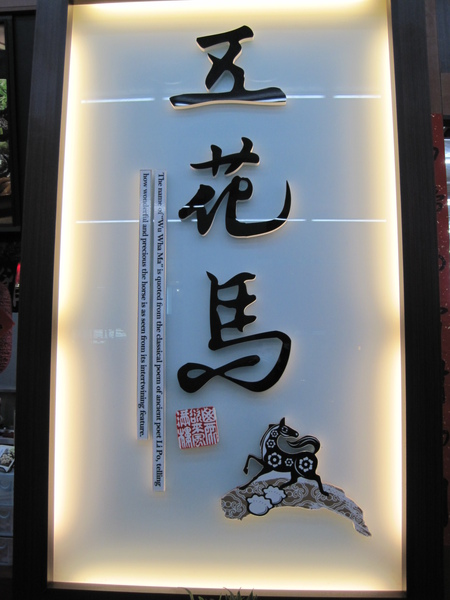 五花馬
The name of "Wu Wha Ma" is quoted from the classical poem of ancient poet Li Po, telling
how wonderful and precious the horse is as seen from its intertwining feature.